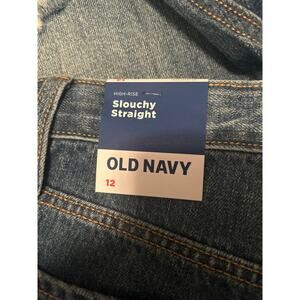 HIGH-RISE
Slouchy
Straight
OLD NAVY
12